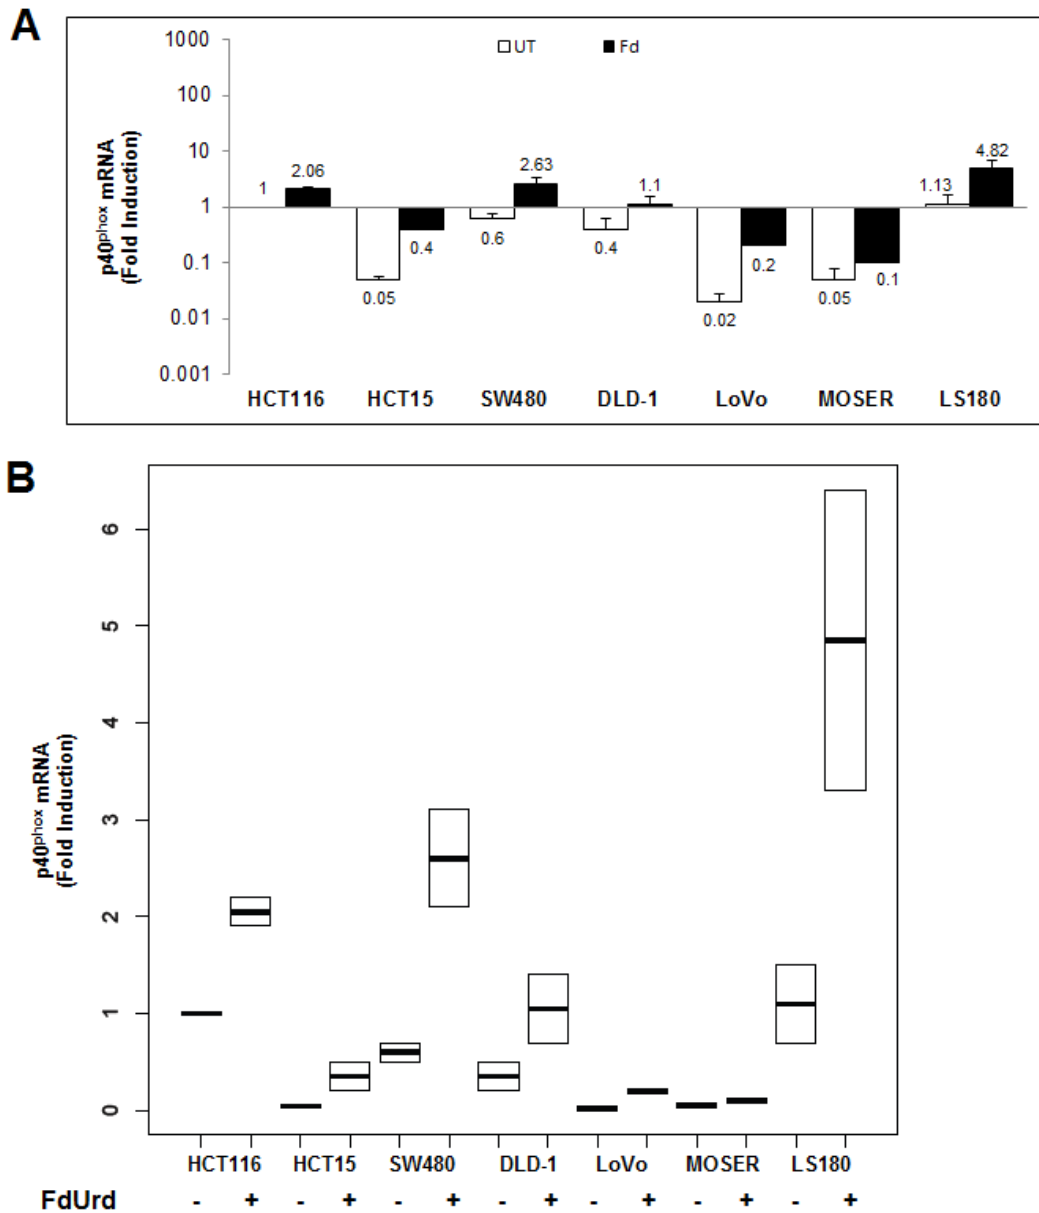 A
p40phox mRNA
(Fold Induction)
1000
100
10
1
0.1
0.01
0.001
UT Fd
1 2.06
0.05 0.4
0.6 2.63
0.4 1.1
0.02 0.2
0.05 0.1
1.13 4.82
HCT116 HCT15 SW480 DLD-1 LoVo MOSER LS180
B
p40phox mRNA
(Fold Induction)
6
5
4
3
2
1
0
HCT116 HCT15 SW480 DLD-1 LoVo MOSER LS180
FdUrd - + - + - + - + - + - + - +